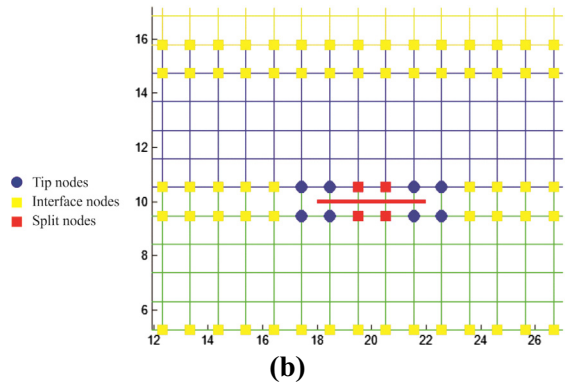 16
14
12
10
8
6
12 14 16 18 20 22 24 26
Tip nodes
Interface nodes
Split nodes
(b)